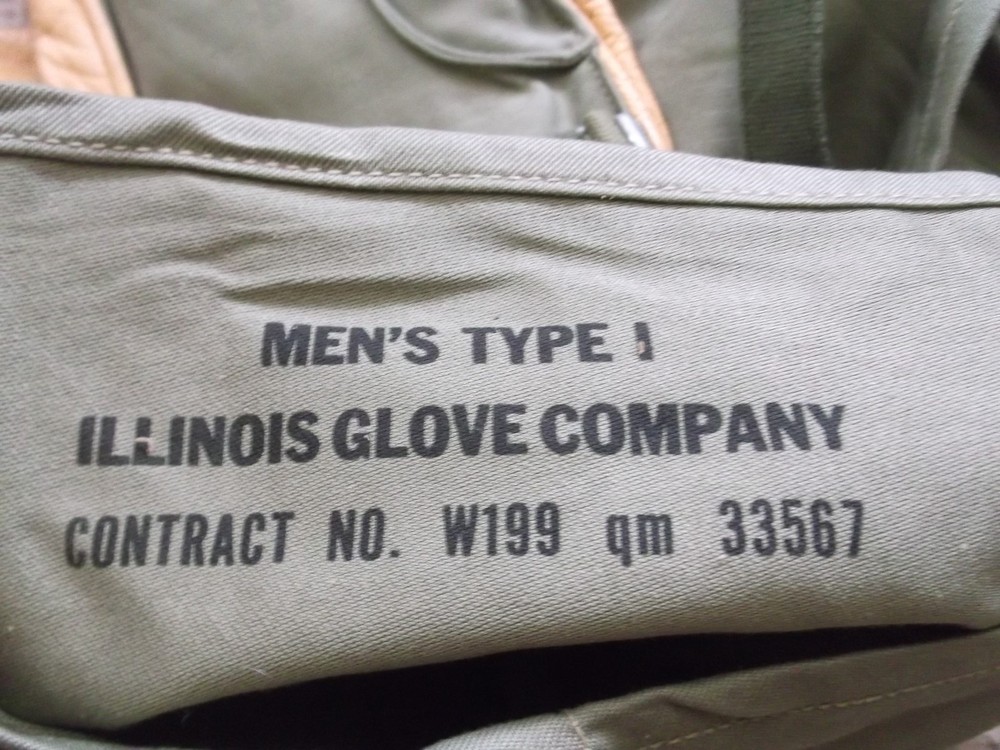 MEN'S TYPE I
ILLINOIS GLOVE COMPANY
CONTRACT NO. W199 qm 33567